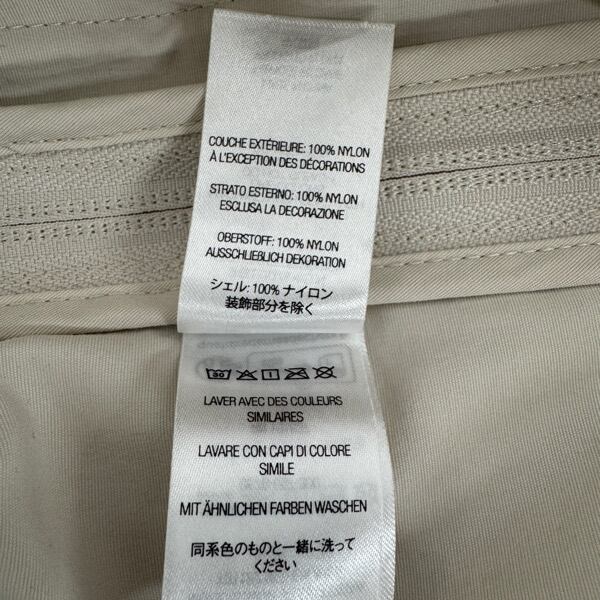 COUCHE EXTÉRIEURE: 100% NYLON
À L'EXCEPTION DES DÉCORATIONS
STRATO ESTERNO: 100% NYLON
ESCLUSA LA DECORAZIONE
OBERSTOFF: 100% NYLON
AUSSCHLIEẞLICH DEKORATION
シェル: 100% ナイロン
装飾部分を除く
30
LAVER AVEC DES COULEURS
SIMILAIRES
LAVARE CON CAPI DI COLORE
SIMILE
MIT ÄHNLICHEN FARBEN WASCHEN
同系色のものと一緒に洗って
ください